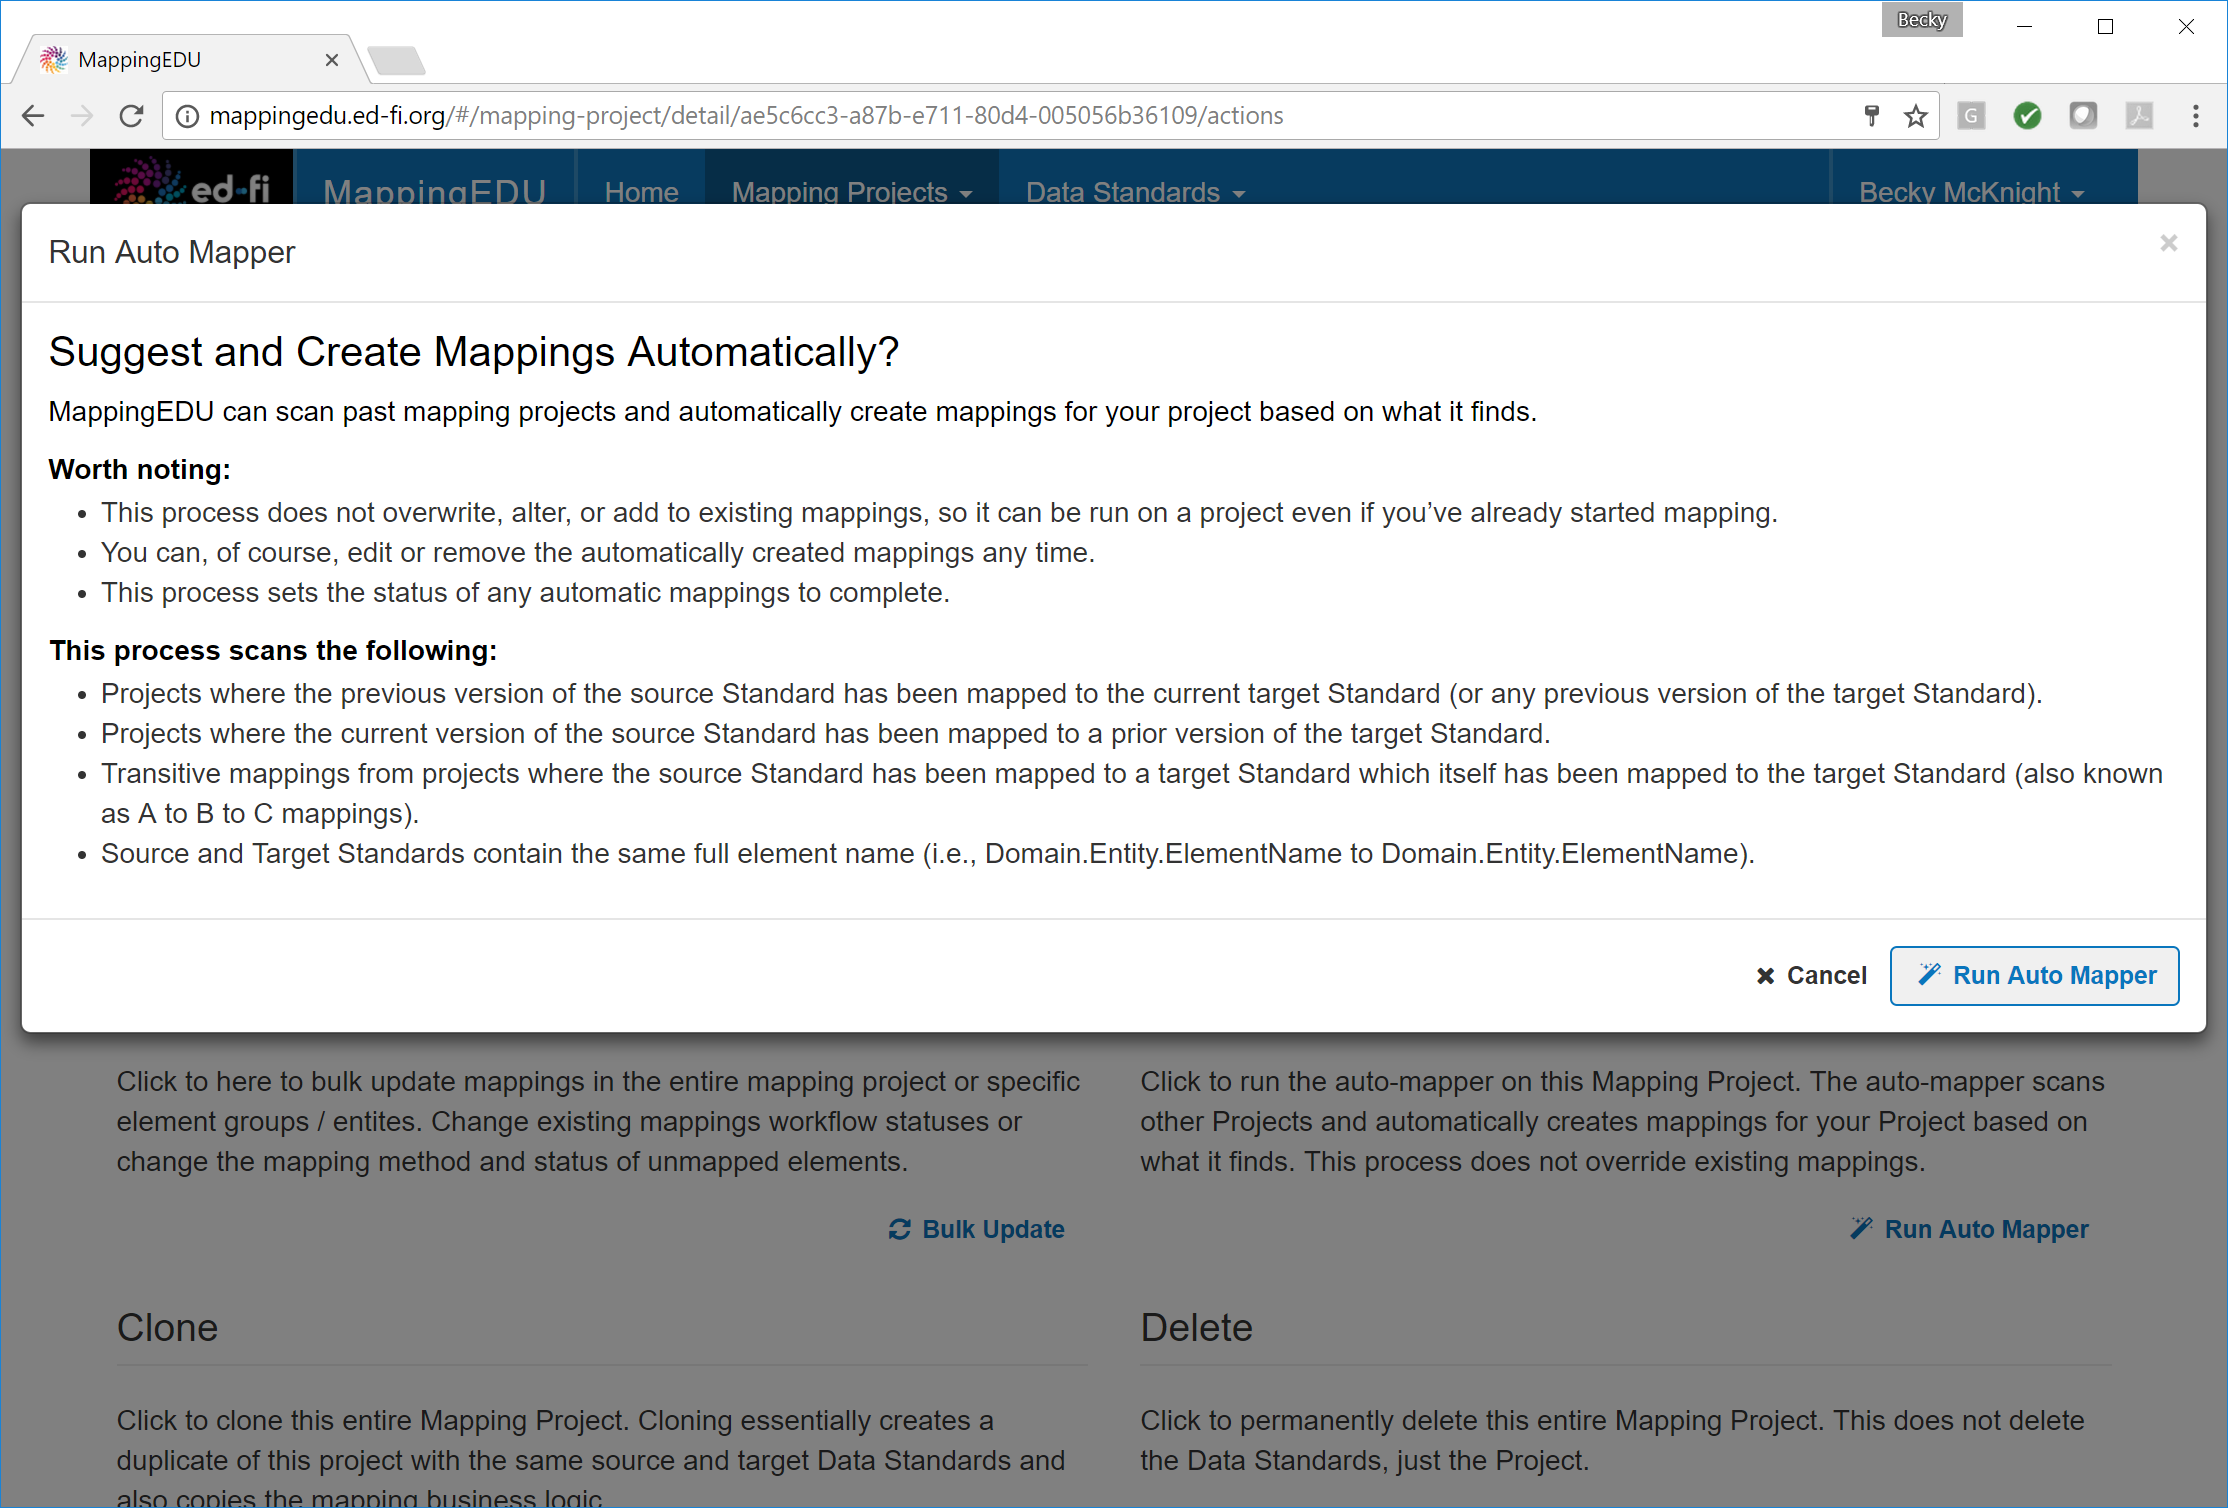 Becky
MappingEDU
mappingedu.ed-fi.org/#/mapping-project/detail/ae5c6cc3-a87b-e711-80d4-005056b36109/actions
G
ed-fi MappingEDU Home Mapping Projects Data Standards Becky McKnight
Run Auto Mapper
Suggest and Create Mappings Automatically?
MappingEDU can scan past mapping projects and automatically create mappings for your project based on what it finds.
Worth noting:
• This process does not overwrite, alter, or add to existing mappings, so it can be run on a project even if you’ve already started mapping.
• You can, of course, edit or remove the automatically created mappings any time.
• This process sets the status of any automatic mappings to complete.
This process scans the following:
• Projects where the previous version of the source Standard has been mapped to the current target Standard (or any previous version of the target Standard).
• Projects where the current version of the source Standard has been mapped to a prior version of the target Standard.
• Transitive mappings from projects where the source Standard has been mapped to a target Standard which itself has been mapped to the target Standard (also known
as A to B to C mappings).
• Source and Target Standards contain the same full element name (i.e., Domain.Entity.ElementName to Domain.Entity.ElementName).
Cancel
Run Auto Mapper
Click to here to bulk update mappings in the entire mapping project or specific
element groups / entites. Change existing mappings workflow statuses or
change the mapping method and status of unmapped elements.
Bulk Update
Click to run the auto-mapper on this Mapping Project. The auto-mapper scans
other Projects and automatically creates mappings for your Project based on
what it finds. This process does not override existing mappings.
Run Auto Mapper
Clone
Click to clone this entire Mapping Project. Cloning essentially creates a
duplicate of this project with the same source and target Data Standards and
also copies the mapping business logic
Delete
Click to permanently delete this entire Mapping Project. This does not delete
the Data Standards, just the Project.